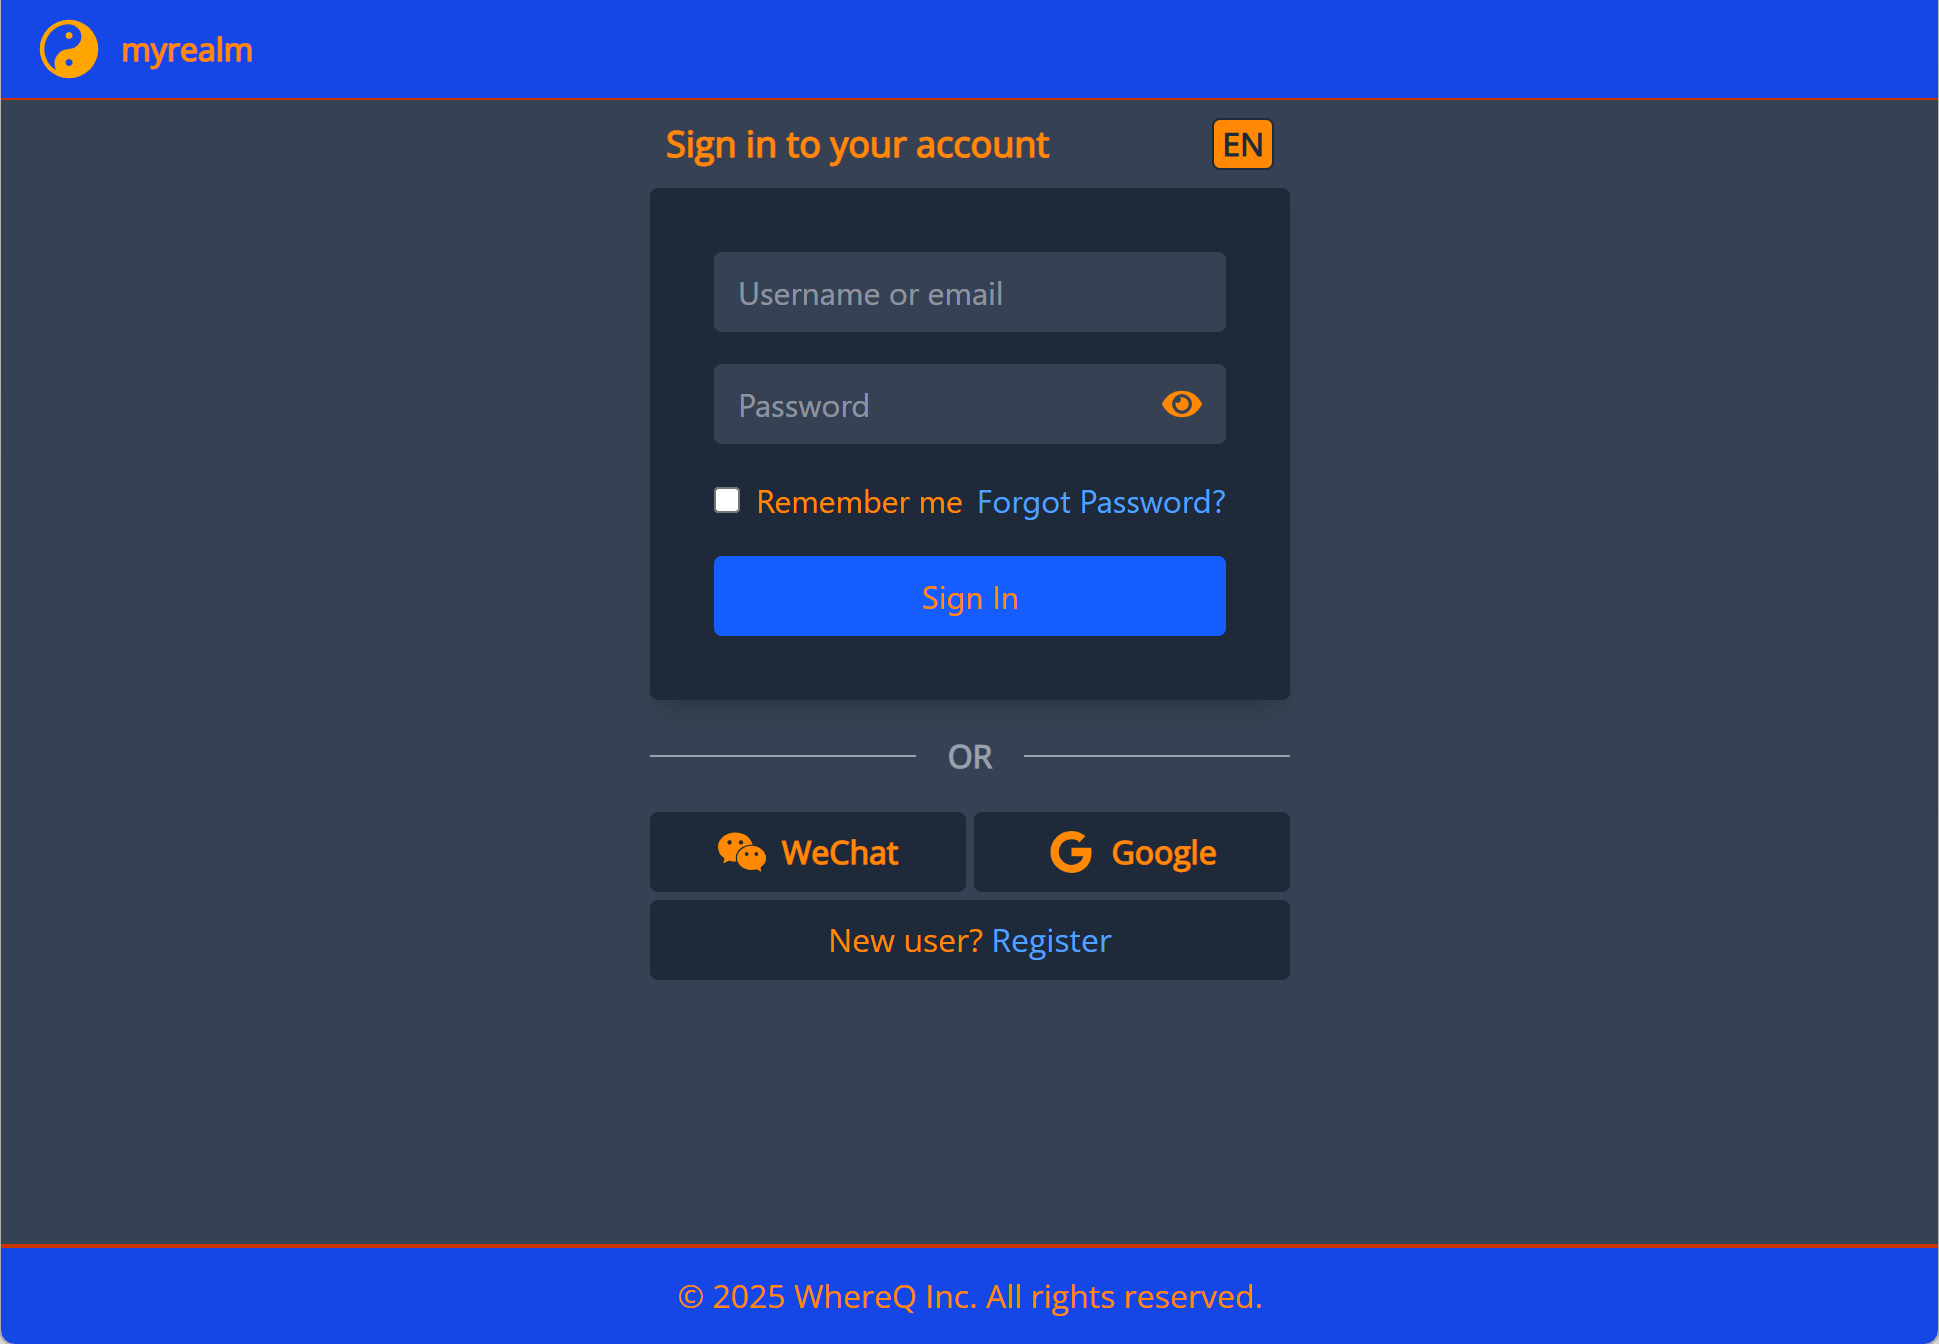 myrealm
Sign in to your account EN
Username or email
Password
Remember me Forgot Password?
Sign In
OR
WeChat Google
New user? Register
© 2025 WhereQ Inc. All rights reserved.